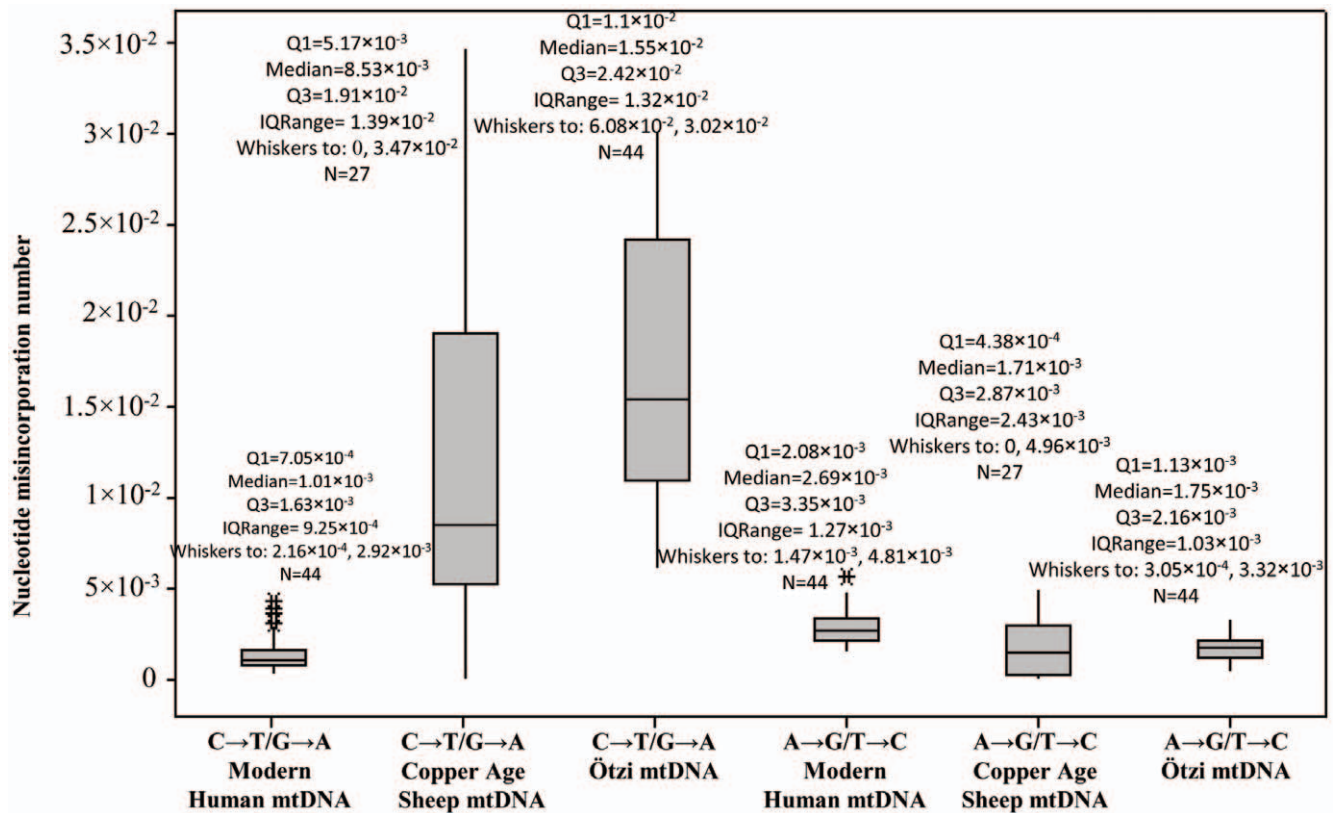 Nucleotide misincorporation number
3.5×10⁻²
3×10⁻²
2.5×10⁻²
2×10⁻²
1.5×10⁻²
1×10⁻²
5×10⁻³
0
Q1=7.05×10⁻⁴
Median=1.01×10⁻³
Q3=1.63×10⁻³
IQRange= 9.25×10⁻⁴
Whiskers to: 2.16×10⁻⁴, 2.92×10⁻³
N=44
Q1=5.17×10⁻³
Median=8.53×10⁻³
Q3=1.91×10⁻²
IQRange= 1.39×10⁻²
Whiskers to: 0, 3.47×10⁻²
N=27
Q1=1.1×10⁻²
Median=1.55×10⁻²
Q3=2.42×10⁻²
IQRange= 1.32×10⁻²
Whiskers to: 6.08×10⁻², 3.02×10⁻²
N=44
Q1=2.08×10⁻³
Median=2.69×10⁻³
Q3=3.35×10⁻³
IQRange= 1.27×10⁻³
Whiskers to: 1.47×10⁻³, 4.81×10⁻³
N=44
Q1=4.38×10⁻⁴
Median=1.71×10⁻³
Q3=2.87×10⁻³
IQRange=2.43×10⁻³
Whiskers to: 0, 4.96×10⁻³
N=27
Q1=1.13×10⁻³
Median=1.75×10⁻³
Q3=2.16×10⁻³
IQRange=1.03×10⁻³
Whiskers to: 3.05×10⁻⁴, 3.32×10⁻³
N=44
C→T/G→A
Modern
Human mtDNA
C→T/G→A
Copper Age
Sheep mtDNA
C→T/G→A
Ötzi mtDNA
A→G/T→C
Modern
Human mtDNA
A→G/T→C
Copper Age
Sheep mtDNA
A→G/T→C
Ötzi mtDNA